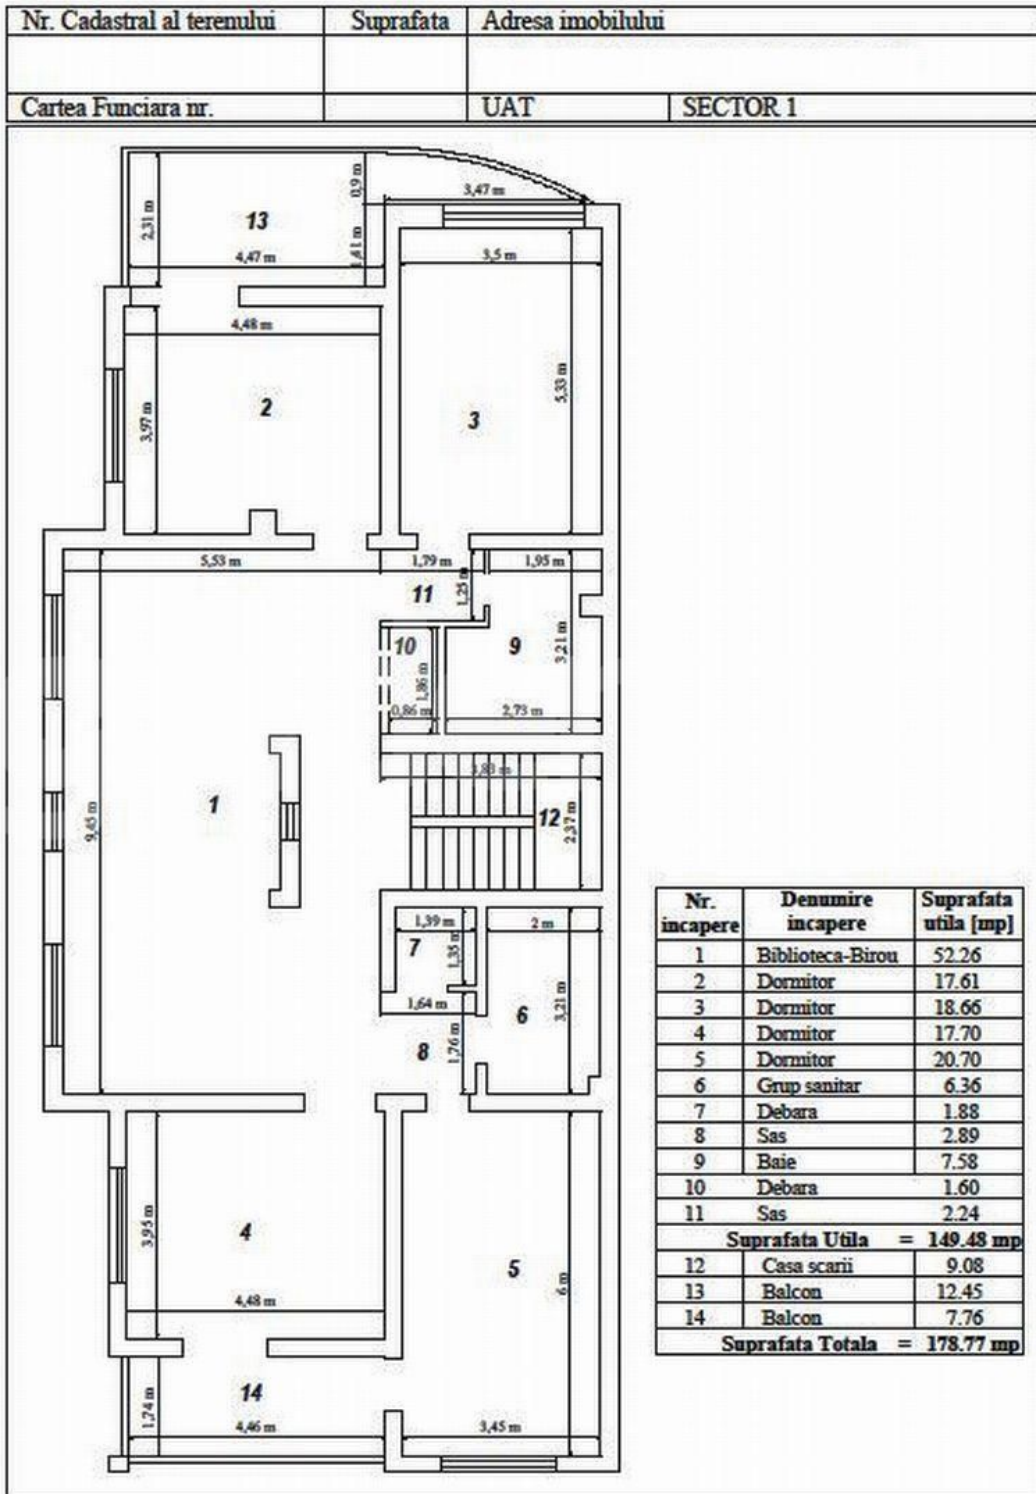 Nr. Cadastral al terenului Suprafata Adresa imobilului
Cartea Funciara nr. UAT SECTOR 1
0,9 m
3,47 m
2,31 m
13
1,41 m
4,47 m
3,5 m
4,48 m
5,33 m
3,97 m
2
3
5,53 m
1,79 m
1,95 m
11
1,25 m
10
9
3,21 m
1,86 m
0,86 m
2,73 m
3,83 m
1
12
9,45 m
2,37 m
1,39 m
2 m
7
1,35 m
1,64 m
6
3,21 m
8
1,76 m
3,95 m
4
5
6 m
4,48 m
14
1,74 m
4,46 m
3,45 m
Nr. incapere Denumire incapere Suprafata utila [mp]
1 Biblioteca-Birou 52.26
2 Dormitor 17.61
3 Dormitor 18.66
4 Dormitor 17.70
5 Dormitor 20.70
6 Grup sanitar 6.36
7 Debara 1.88
8 Sas 2.89
9 Baie 7.58
10 Debara 1.60
11 Sas 2.24
Suprafata Utila = 149.48 mp
12 Casa scarii 9.08
13 Balcon 12.45
14 Balcon 7.76
Suprafata Totala = 178.77 mp